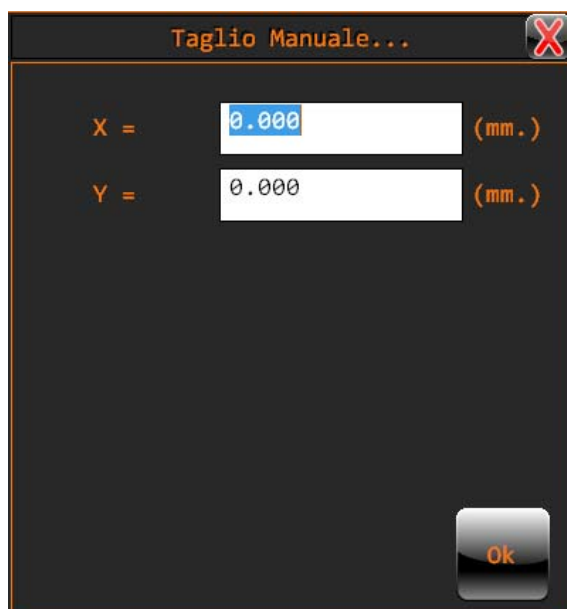 Taglio Manuale...
X = 0.000 (mm.)
Y = 0.000 (mm.)
Ok